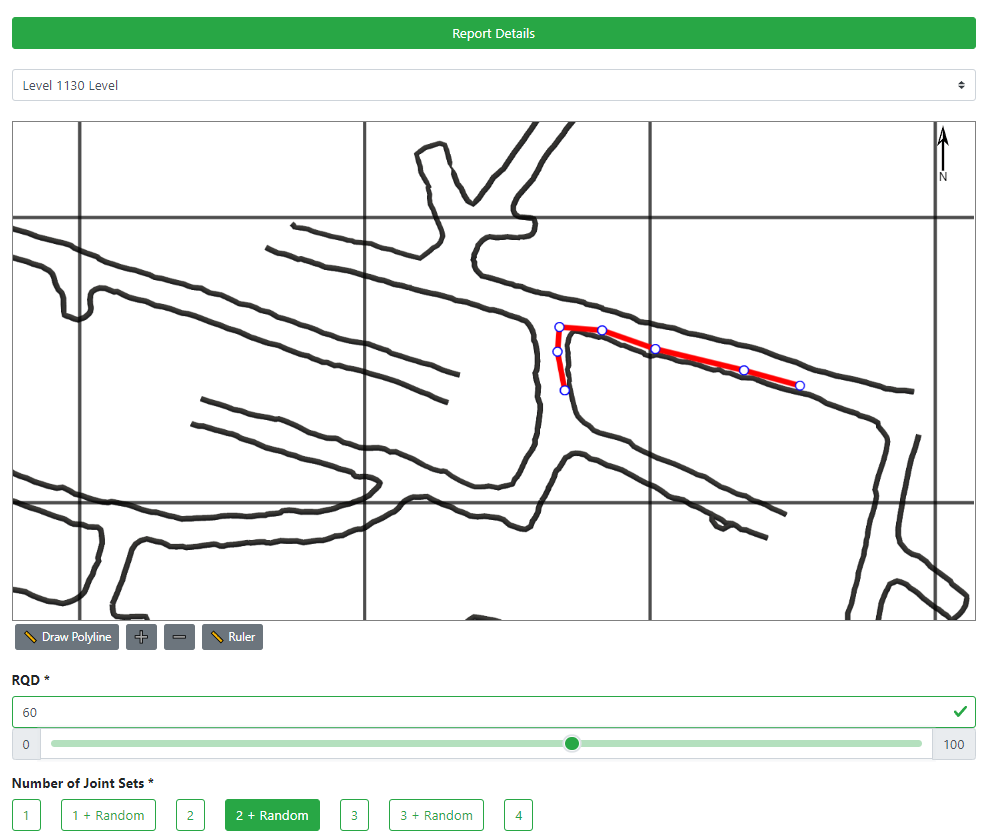 Report Details
Level 1130 Level
N
Draw Polyline
Ruler
RQD *
60
0
100
Number of Joint Sets *
1
1 + Random
2
2 + Random
3
3 + Random
4